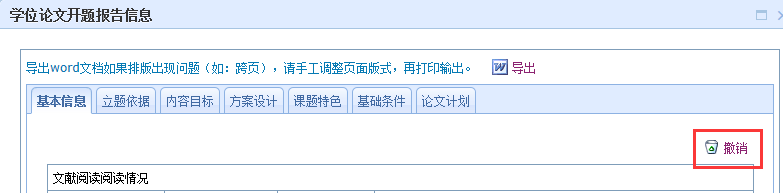 学位论文开题报告信息
导出word文档如果排版出现问题（如：跨页），请手工调整页面版式，再打印输出。 导出
基本信息 立题依据 内容目标 方案设计 课题特色 基础条件 论文计划
撤销
文献阅读阅读情况